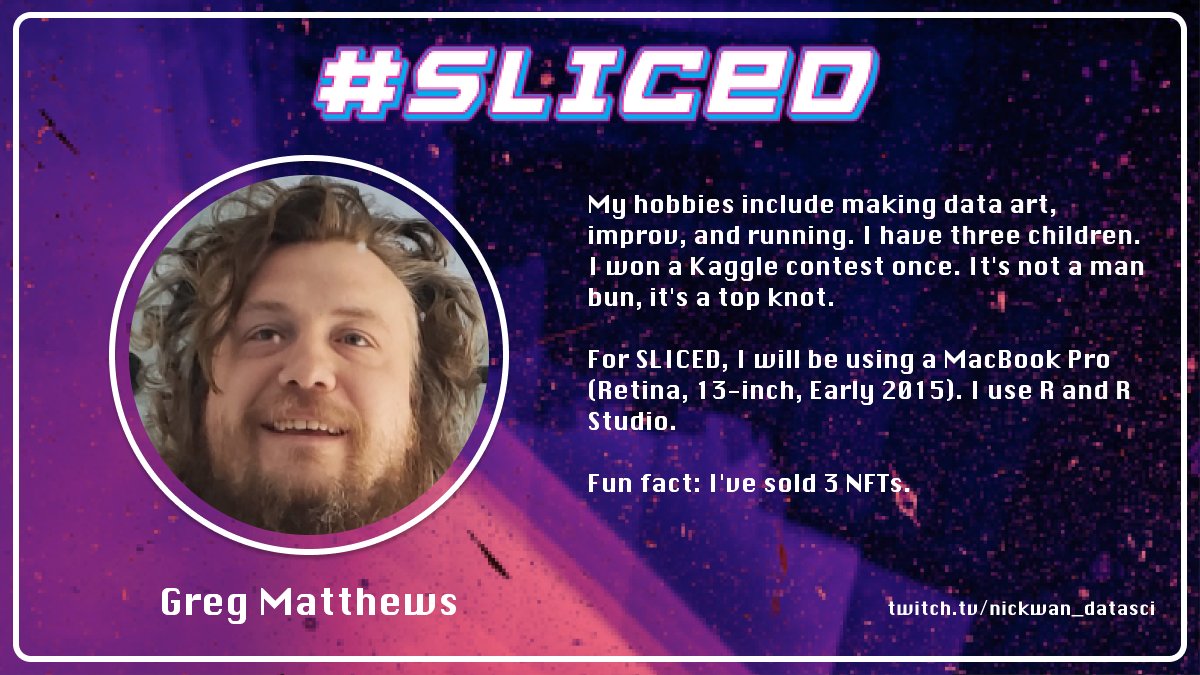 #SLICED
My hobbies include making data art,
improv, and running. I have three children.
I won a Kaggle contest once. It's not a man
bun, it's a top knot.
For SLICED, I will be using a MacBook Pro
(Retina, 13-inch, Early 2015). I use R and R
Studio.
Fun fact: I've sold 3 NFTs.
Greg Matthews
twitch.tv/nickwan_datasci